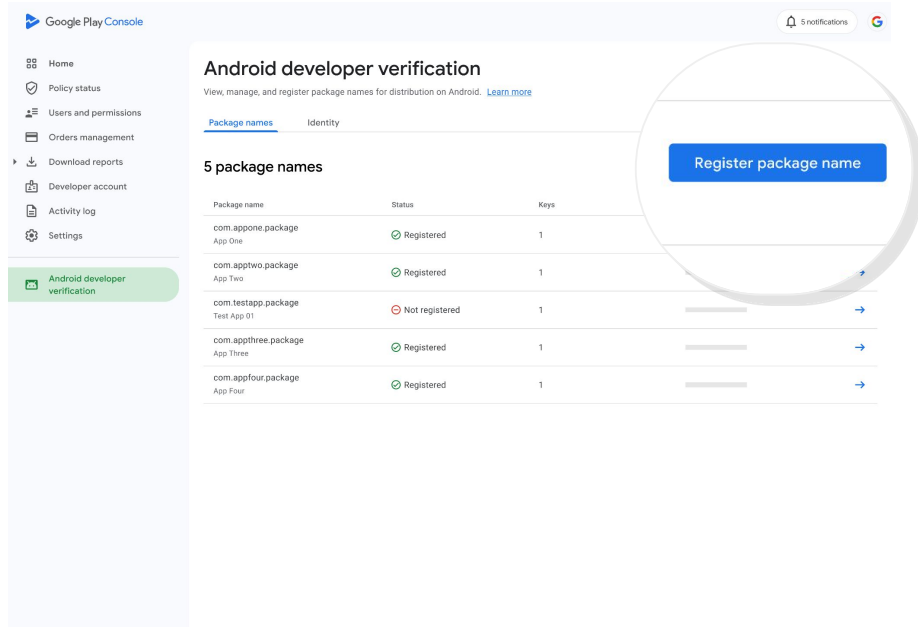 Google Play Console
5 notifications
Home
Policy status
Users and permissions
Orders management
Download reports
Developer account
Activity log
Settings
Android developer
verification
Android developer verification
View, manage, and register package names for distribution on Android. Learn more
Package names Identity
5 package names
Register package name
Package name Status Keys
com.appone.package
App One
Registered 1
com.apptwo.package
App Two
Registered 1
com.testapp.package
Test App 01
Not registered 1
com.appthree.package
App Three
Registered 1
com.appfour.package
App Four
Registered 1